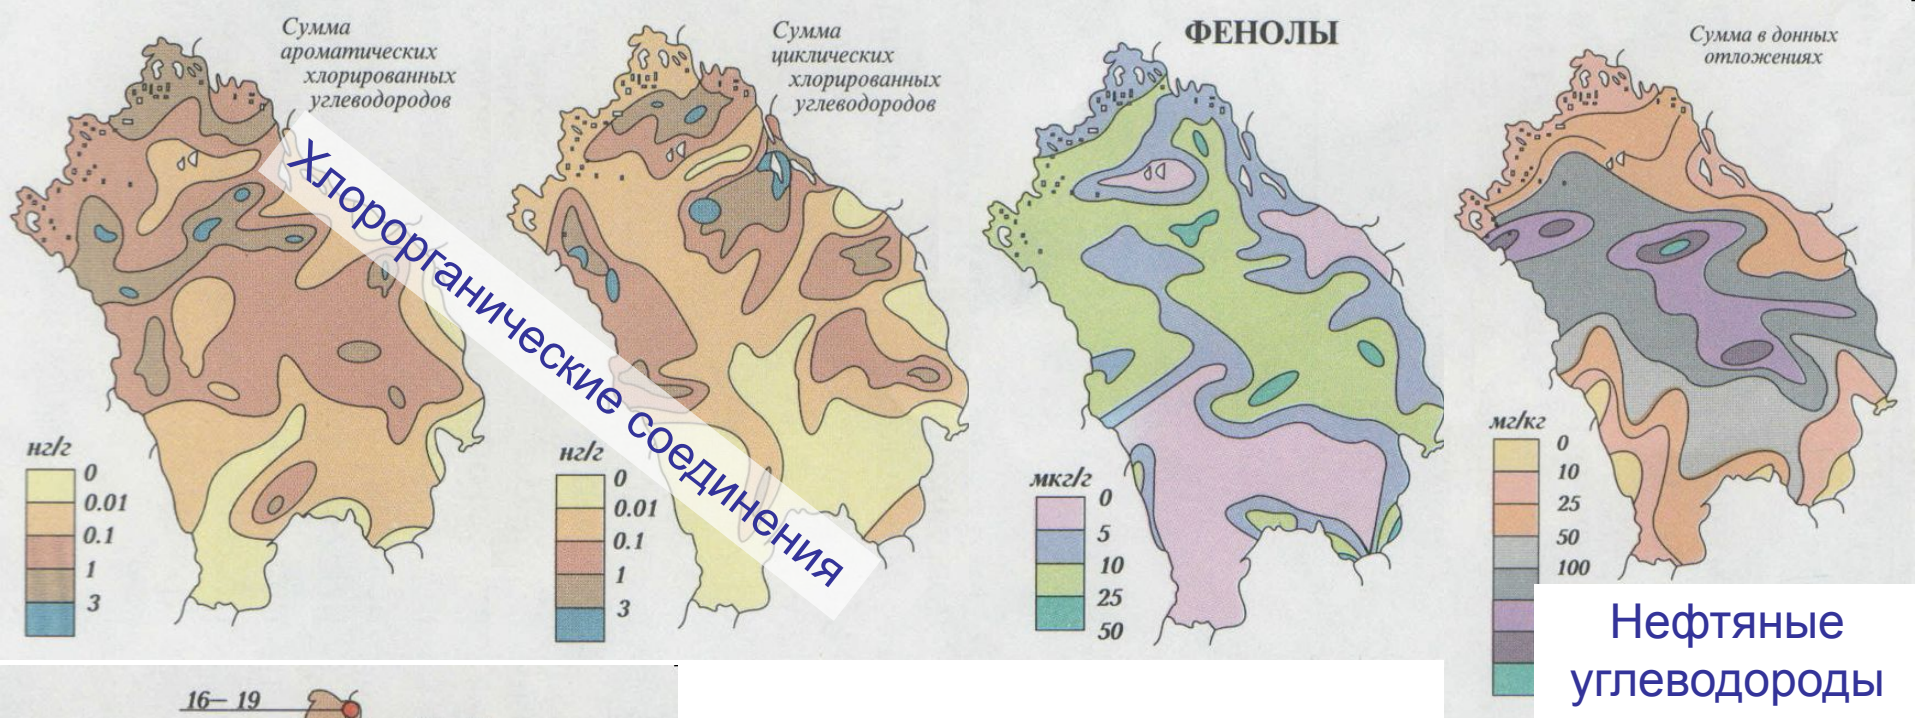 Сумма
ароматических
хлорированных
углеводородов
нг/г
0
0.01
0.1
1
3
Хлорорганические соединения
Сумма
циклических
хлорированных
углеводородов
нг/г
0
0.01
0.1
1
3
ФЕНОЛЫ
мкг/г
0
5
10
25
50
Сумма в донных
отложениях
мг/кг
0
10
25
50
100
Нефтяные
углеводороды
16– 19